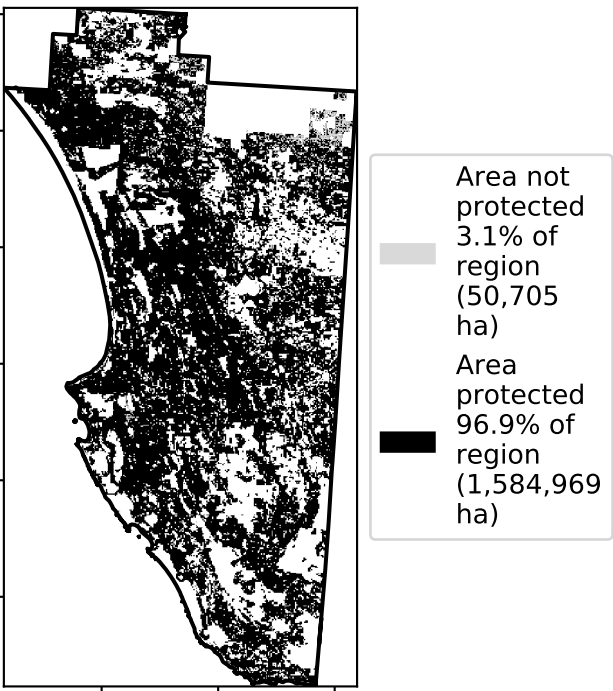 Area not
protected
3.1% of
region
(50,705
ha)
Area
protected
96.9% of
region
(1,584,969
ha)